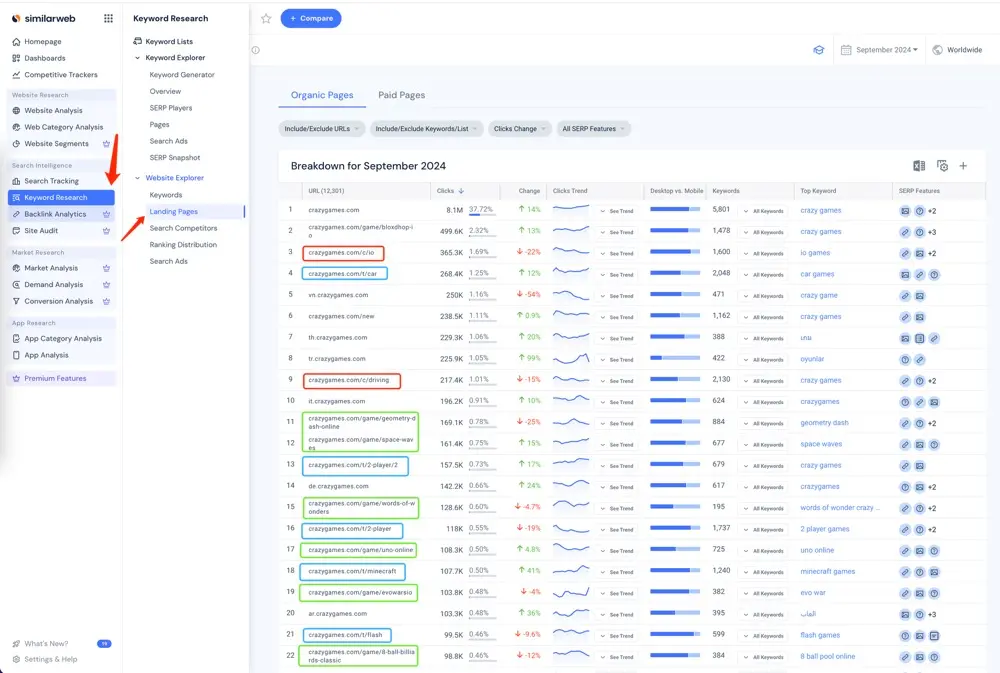 similarweb
Homepage
Dashboards
Competitive Trackers
Website Research
Website Analysis
Web Category Analysis
Website Segments
Search Intelligence
Search Tracking
Keyword Research
Backlink Analytics
Site Audit
Market Research
Market Analysis
Demand Analysis
Conversion Analysis
App Research
App Category Analysis
App Analysis
Premium Features
What's New?
Settings & Help
Keyword Research
Keyword Lists
Keyword Explorer
Keyword Generator
Overview
SERP Players
Pages
Search Ads
SERP Snapshot
Website Explorer
Keywords
Landing Pages
Search Competitors
Ranking Distribution
Search Ads
+ Compare
September 2024 Worldwide
Organic Pages Paid Pages
Include/Exclude URLs Include/Exclude Keywords/List Clicks Change All SERP Features
Breakdown for September 2024
URL (12,301) Clicks Change Clicks Trend Desktop vs. Mobile Keywords Top Keyword SERP Features
1 crazygames.com 8.1M 37.72% 14% See Trend 5,801 All Keywords crazy games +2
2 crazygames.com/game/bloxdhop-i
o 499.6K 2.32% 13% See Trend 1,478 All Keywords crazy games +3
3 crazygames.com/c/io 365.3K 1.69% -22% See Trend 1,600 All Keywords io games +2
4 crazygames.com/t/car 268.4K 1.25% 12% See Trend 2,048 All Keywords car games
5 vn.crazygames.com 250K 1.16% -54% See Trend 471 All Keywords crazy game
6 crazygames.com/new 238.5K 1.11% 0.9% See Trend 1,162 All Keywords crazy games
7 th.crazygames.com 229.3K 1.06% 20% See Trend 388 All Keywords เกม
8 tr.crazygames.com 225.9K 1.05% 99% See Trend 422 All Keywords oyunlar
9 crazygames.com/c/driving 217.4K 1.01% -15% See Trend 2,130 All Keywords crazy games +2
10 it.crazygames.com 196.2K 0.91% 10% See Trend 624 All Keywords crazygames
11 crazygames.com/game/geometry-d
ash-online 169.1K 0.78% -25% See Trend 884 All Keywords geometry dash +2
12 crazygames.com/game/space-wav
es 161.4K 0.75% 15% See Trend 677 All Keywords space waves
13 crazygames.com/t/2-player/2 157.5K 0.73% 17% See Trend 679 All Keywords crazy games
14 de.crazygames.com 142.2K 0.66% 24% See Trend 617 All Keywords crazygames +2
15 crazygames.com/game/words-of-w
onders 128.6K 0.60% -4.7% See Trend 195 All Keywords words of wonder crazy ... +2
16 crazygames.com/t/2-player 118K 0.55% -19% See Trend 1,737 All Keywords 2 player games +2
17 crazygames.com/game/uno-online 108.3K 0.50% 4.8% See Trend 725 All Keywords uno online
18 crazygames.com/t/minecraft 107.7K 0.50% 41% See Trend 1,240 All Keywords minecraft games
19 crazygames.com/game/evowarsio 103.8K 0.48% -4% See Trend 382 All Keywords evo war
20 ar.crazygames.com 103.3K 0.48% 36% See Trend 395 All Keywords العاب +3
21 crazygames.com/t/flash 99.5K 0.46% -9.6% See Trend 599 All Keywords flash games
22 crazygames.com/game/8-ball-billia
rds-classic 98.8K 0.46% -12% See Trend 384 All Keywords 8 ball pool online